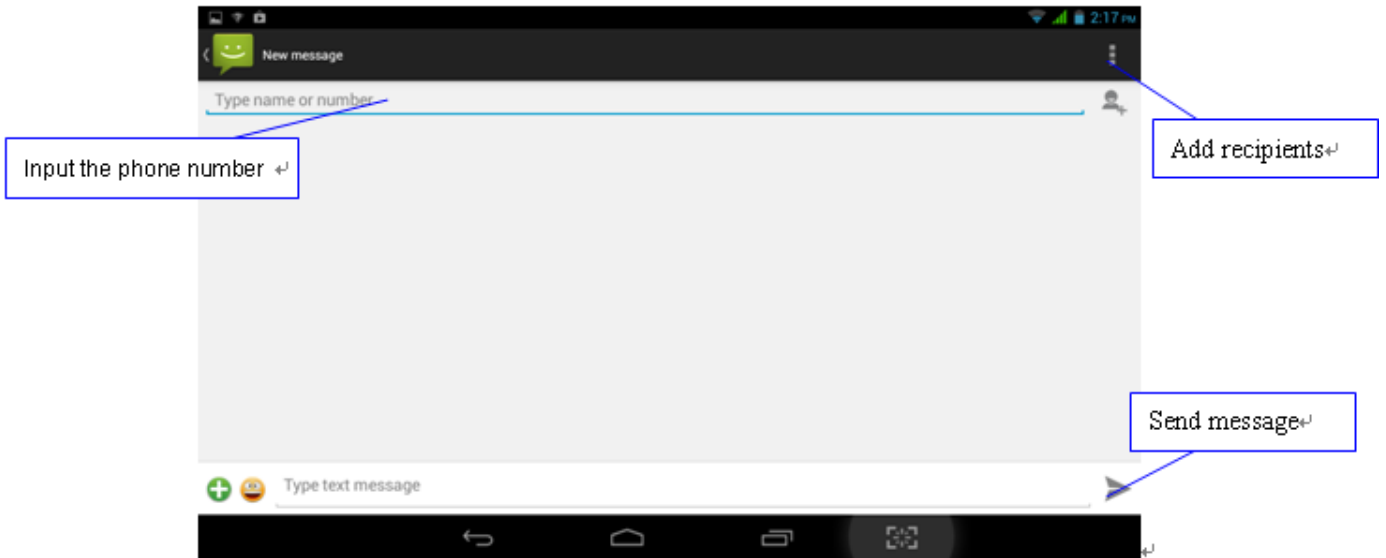 2:17 PM
New message
Type name or number
Input the phone number
Add recipients
Send message
Type text message